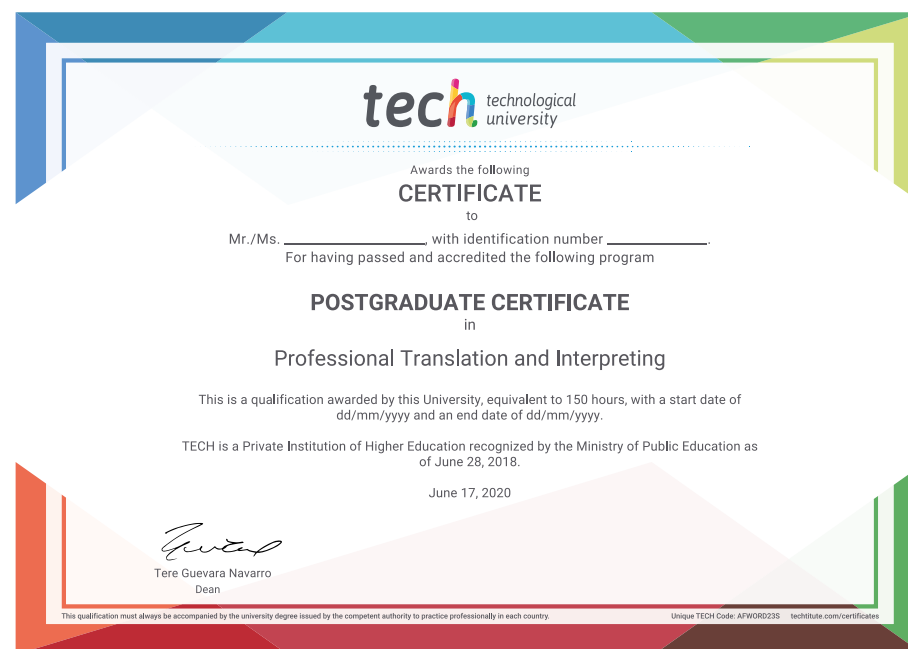 tech technological
university
Awards the following
CERTIFICATE
to
Mr./Ms. ____________, with identification number ____________.
For having passed and accredited the following program
POSTGRADUATE CERTIFICATE
in
Professional Translation and Interpreting
This is a qualification awarded by this University, equivalent to 150 hours, with a start date of
dd/mm/yyyy and an end date of dd/mm/yyyy.
TECH is a Private Institution of Higher Education recognized by the Ministry of Public Education as
of June 28, 2018.
June 17, 2020
Tere Guevara Navarro
Dean
This qualification must always be accompanied by the university degree issued by the competent authority to practice professionally in each country. Unique TECH Code: AFWORD23S techtitute.com/certificates